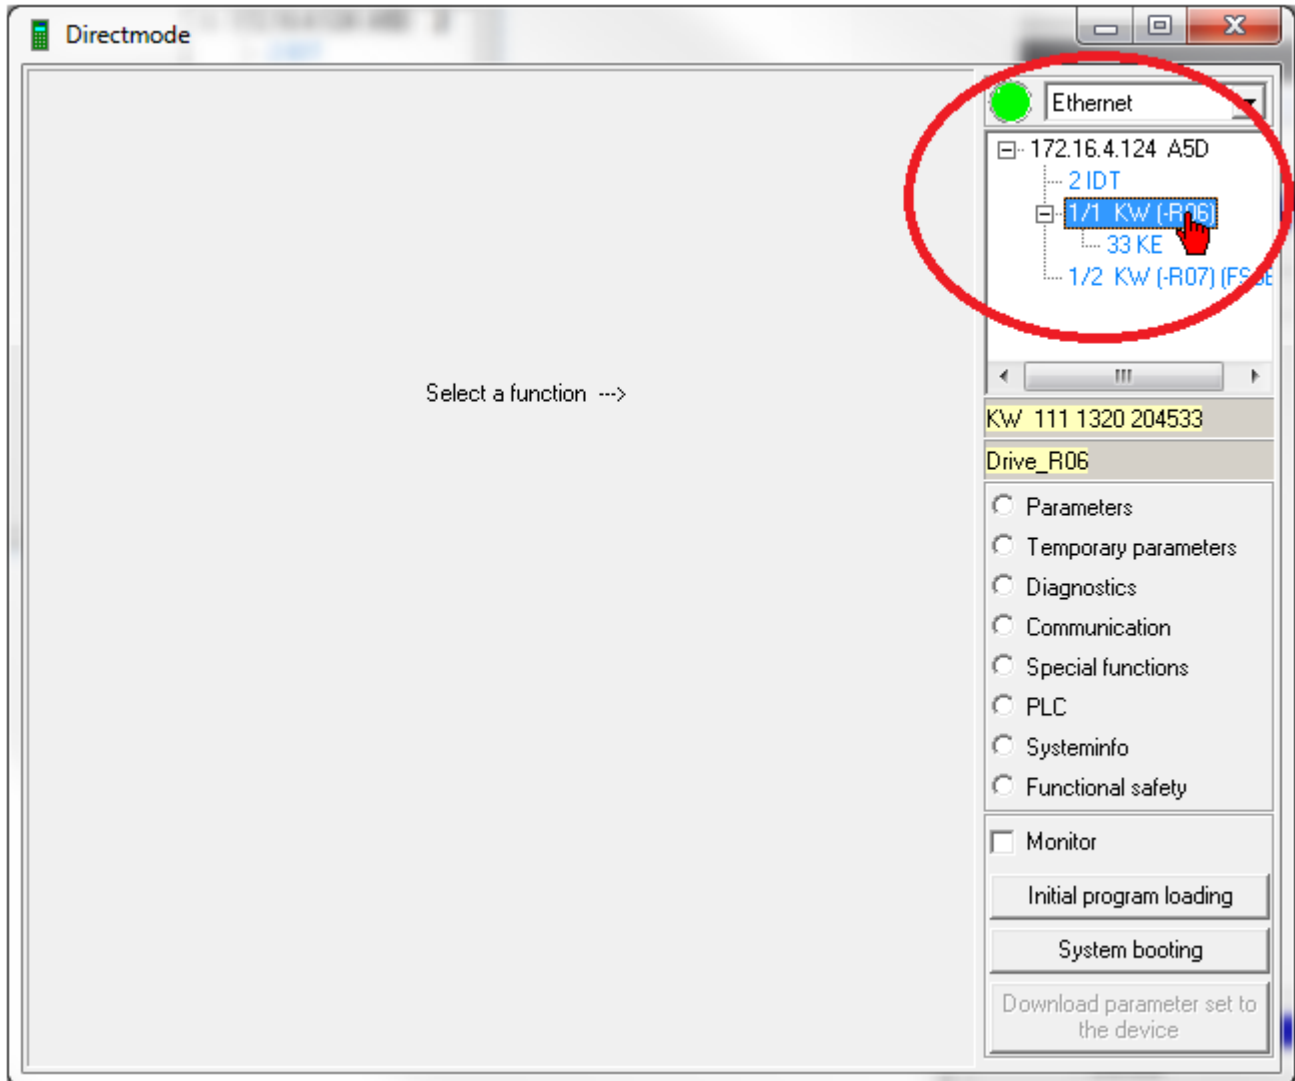 Directmode
Ethernet
172.16.4.124 A5D
2 IDT
1/1 KW (-R06)
33 KE
1/2 KW (-R07)
Select a function --->
KW 111 1320 204533
Drive_R06
Parameters
Temporary parameters
Diagnostics
Communication
Special functions
PLC
Systeminfo
Functional safety
Monitor
Initial program loading
System booting
Download parameter set to
the device